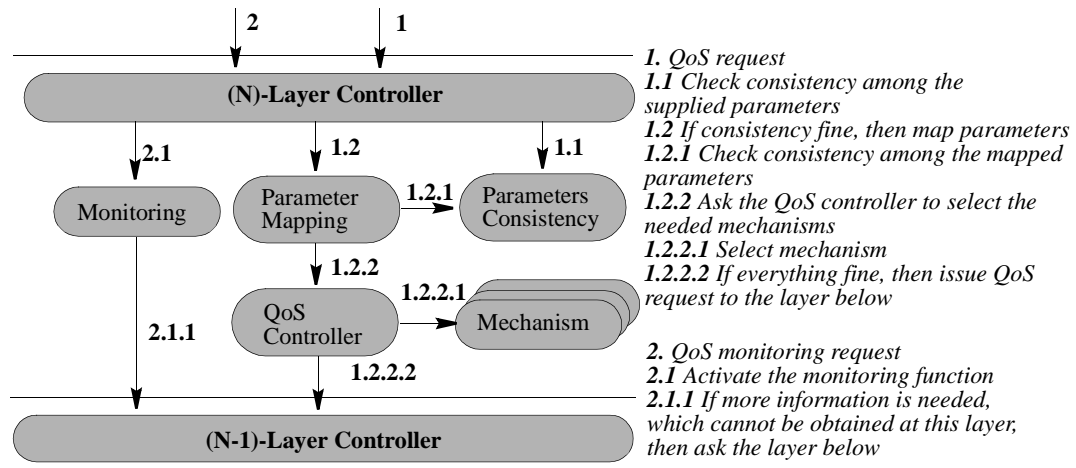 2
1
(N)-Layer Controller
2.1
1.2
1.1
Monitoring
Parameter
Mapping
1.2.1
Parameters
Consistency
1.2.2
1.2.2.1
QoS
Controller
Mechanism
2.1.1
1.2.2.2
(N-1)-Layer Controller
1. QoS request
1.1 Check consistency among the
supplied parameters
1.2 If consistency fine, then map parameters
1.2.1 Check consistency among the mapped
parameters
1.2.2 Ask the QoS controller to select the
needed mechanisms
1.2.2.1 Select mechanism
1.2.2.2 If everything fine, then issue QoS
request to the layer below
2. QoS monitoring request
2.1 Activate the monitoring function
2.1.1 If more information is needed,
which cannot be obtained at this layer,
then ask the layer below